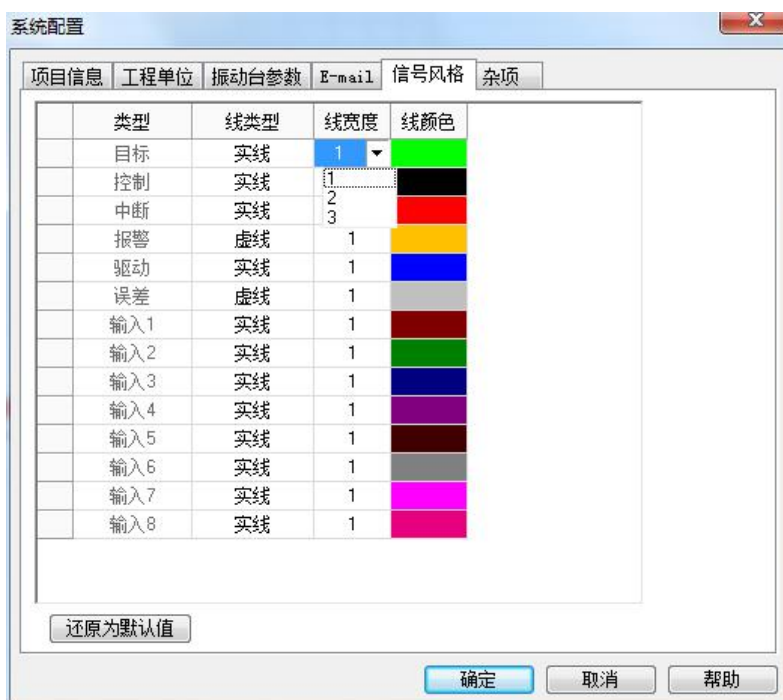 系统配置
项目信息 工程单位 振动台参数 E-mail 信号风格 杂项
类型 线类型 线宽度 线颜色
目标 实线 1
控制 实线 1
中断 实线 2
3
报警 虚线 1
驱动 实线 1
误差 虚线 1
输入1 实线 1
输入2 实线 1
输入3 实线 1
输入4 实线 1
输入5 实线 1
输入6 实线 1
输入7 实线 1
输入8 实线 1
还原为默认值
确定 取消 帮助